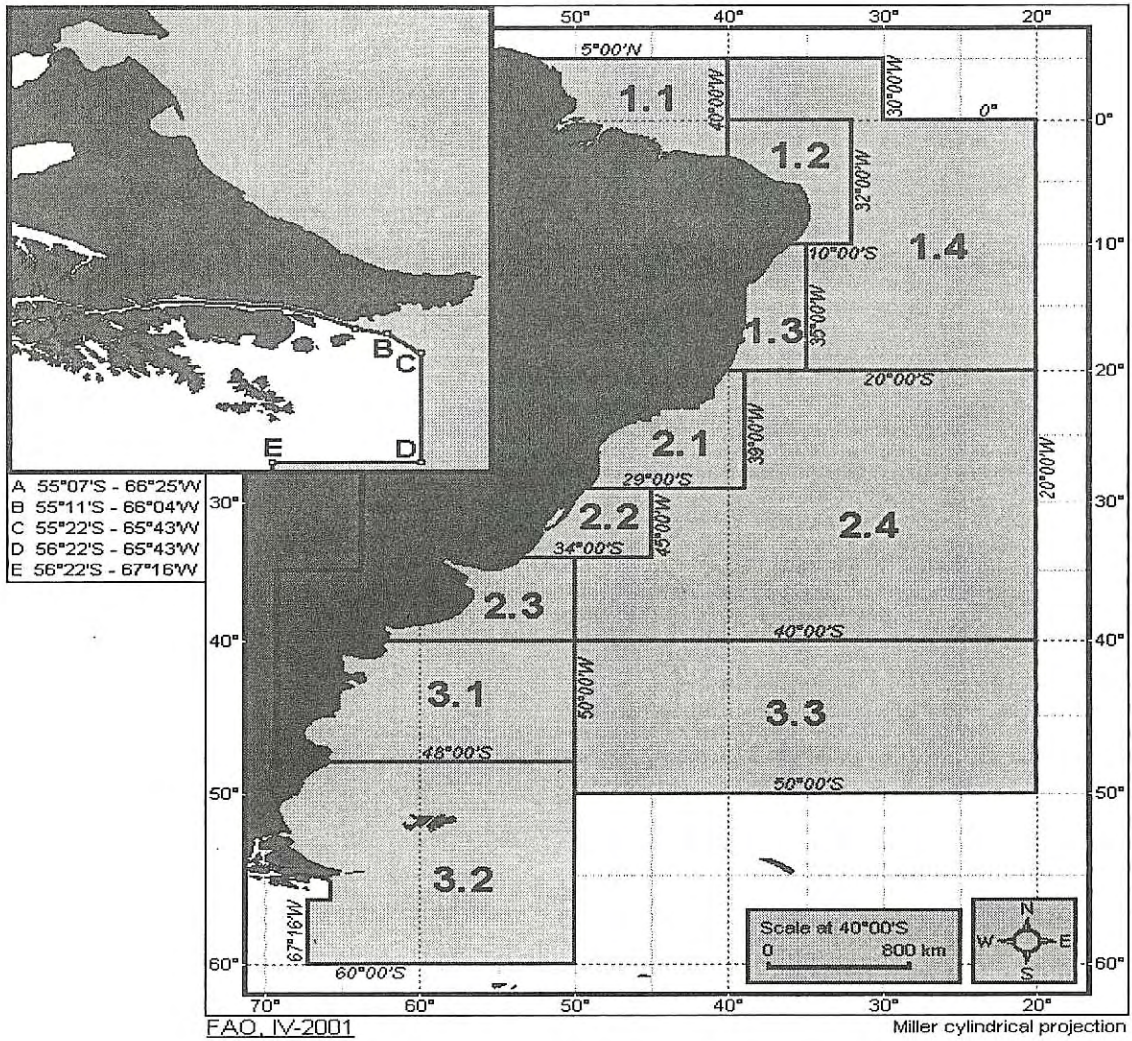 50° 40° 30° 20°
5°00'N
1.1
40°00'W
30°00'W
0°
0°
1.2
32°00'W
10°00'S
10°
1.4
1.3
35°00'W
20°00'S
20°
B
C
D
E
A 55°07'S - 66°25'W
B 55°11'S - 66°04'W
C 55°22'S - 65°43'W
D 56°22'S - 65°43'W
E 56°22'S - 67°16'W
2.1
39°00'W
29°00'S
20°00'W
30°
30°
2.2
45°00'W
34°00'S
2.4
2.3
40°00'S
40°
40°
3.1
50°00'W
3.3
48°00'S
50°00'S
50°
50°
3.2
67°16'W
60°00'S
60°
60°
Scale at 40°00'S
0 800 km
N
W E
S
70° 60° 50° 40° 30° 20°
FAO, IV-2001
Miller cylindrical projection